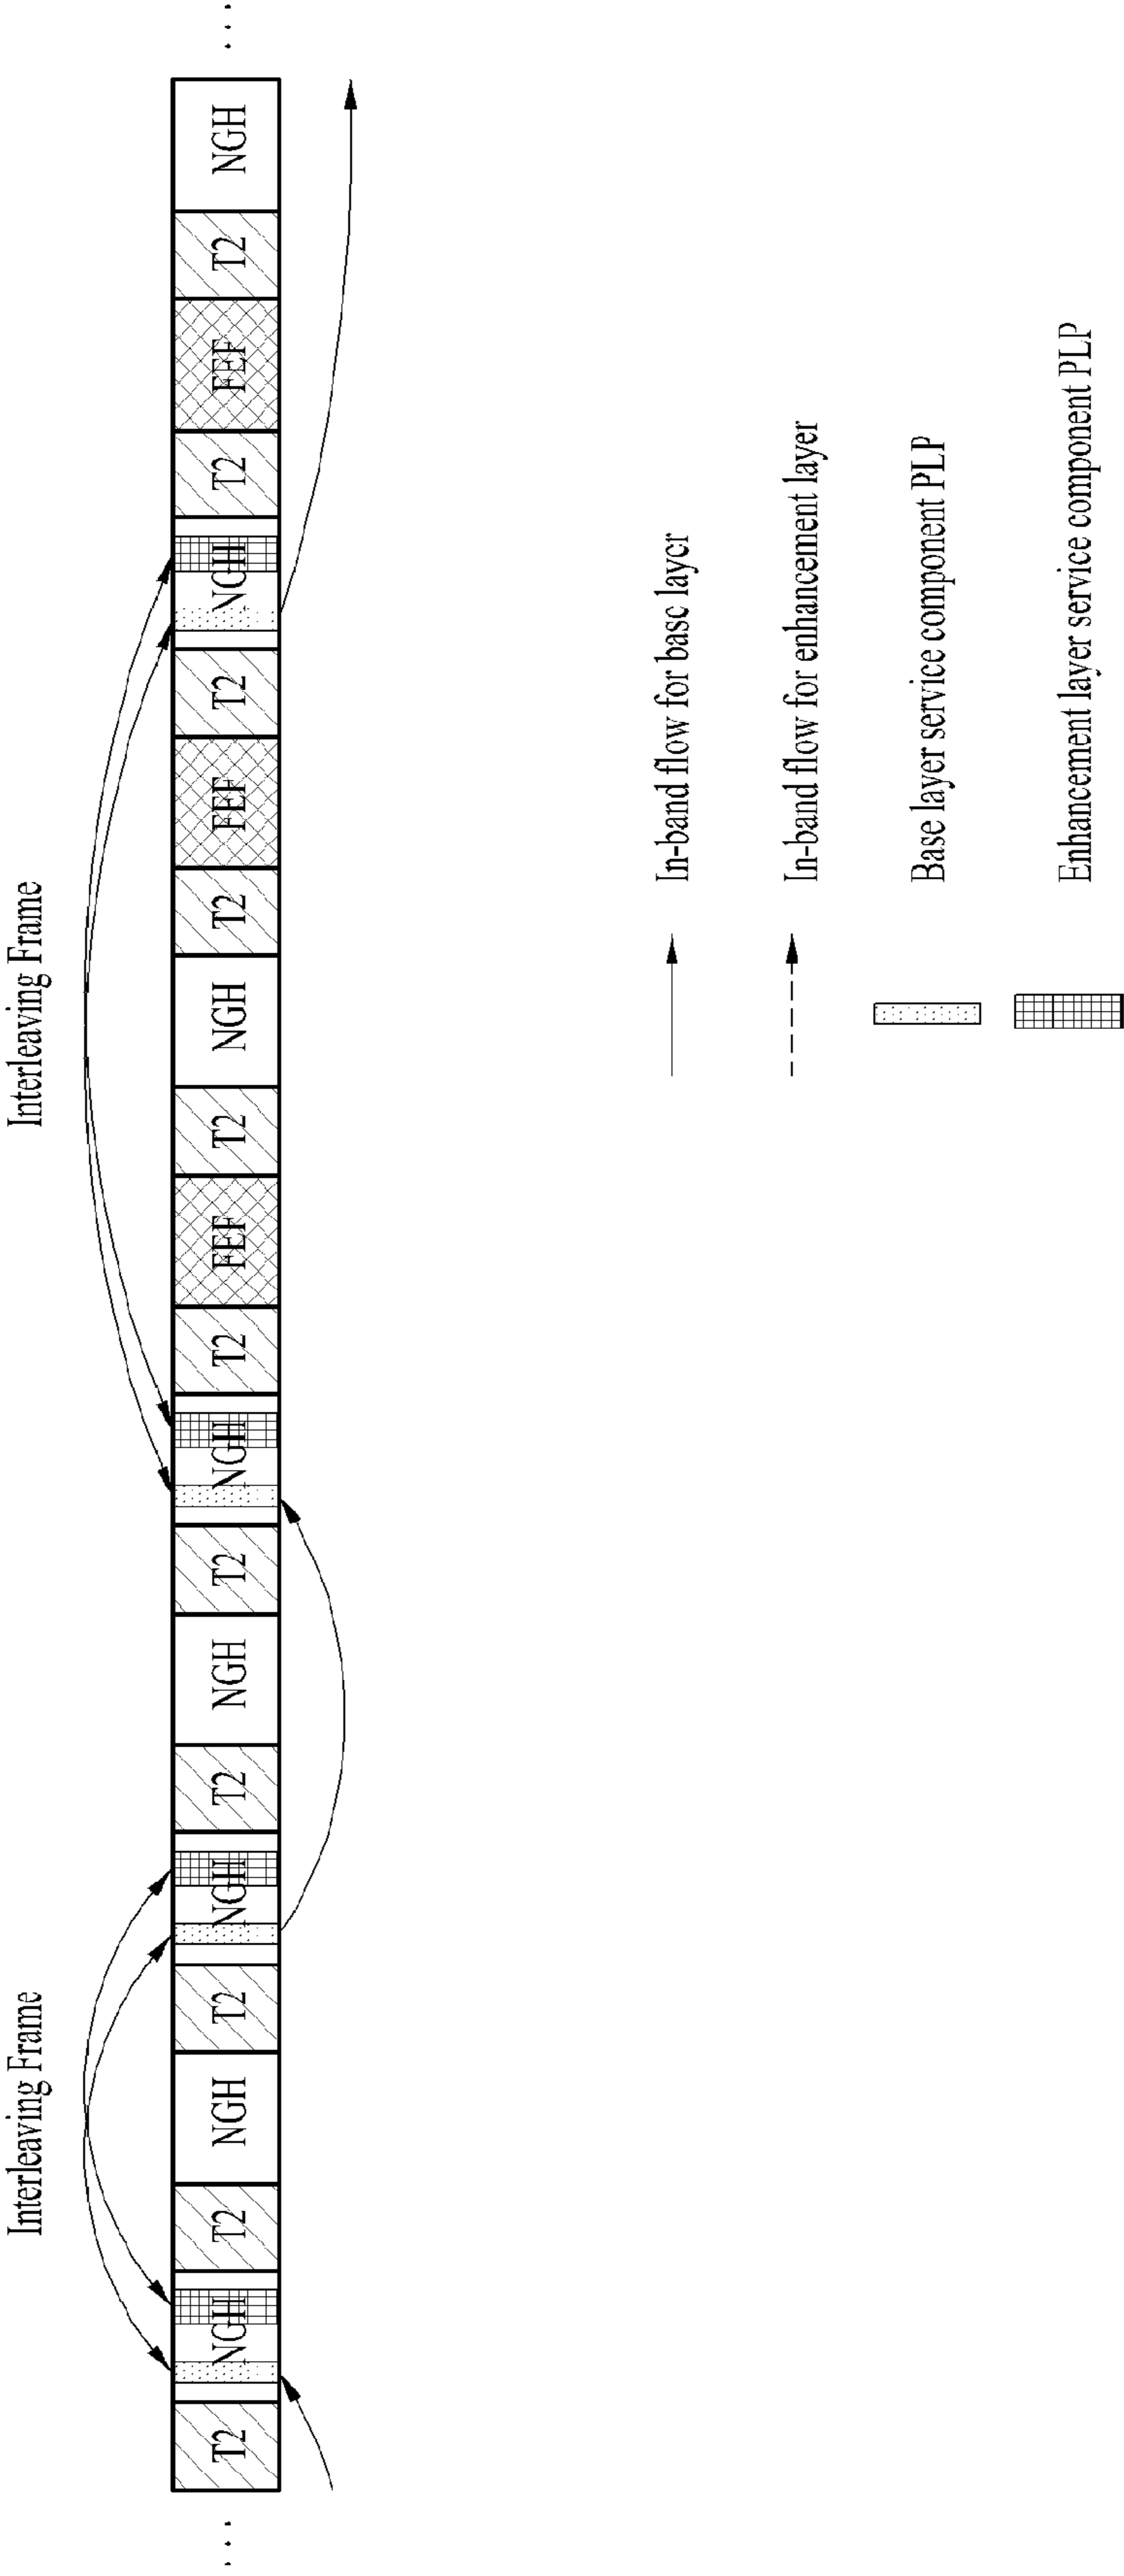 Interleaving Frame
Interleaving Frame
... T2 NGH T2 NGH T2 NGH T2 NGH T2 NGH T2 FEF T2 NGH T2 FEF T2 NGH T2 FEF T2 NGH ...
In-band flow for base layer
In-band flow for enhancement layer
Base layer service component PLP
Enhancement layer service component PLP